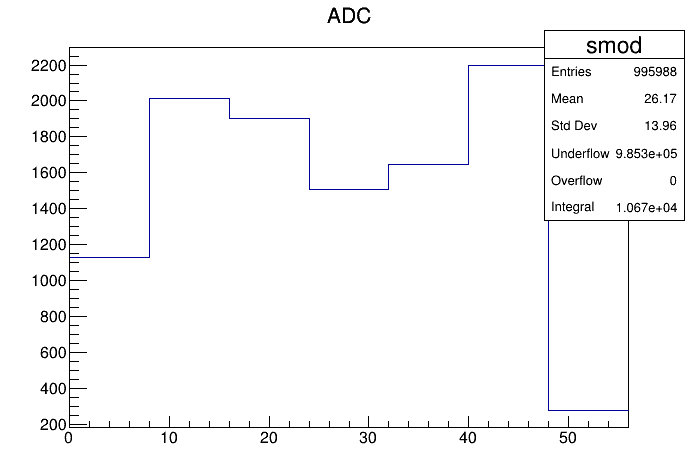 ADC
smod
Entries 995988
Mean 26.17
Std Dev 13.96
Underflow 9.853e+05
Overflow 0
Integral 1.067e+04
2200
2000
1800
1600
1400
1200
1000
800
600
400
200
0 10 20 30 40 50